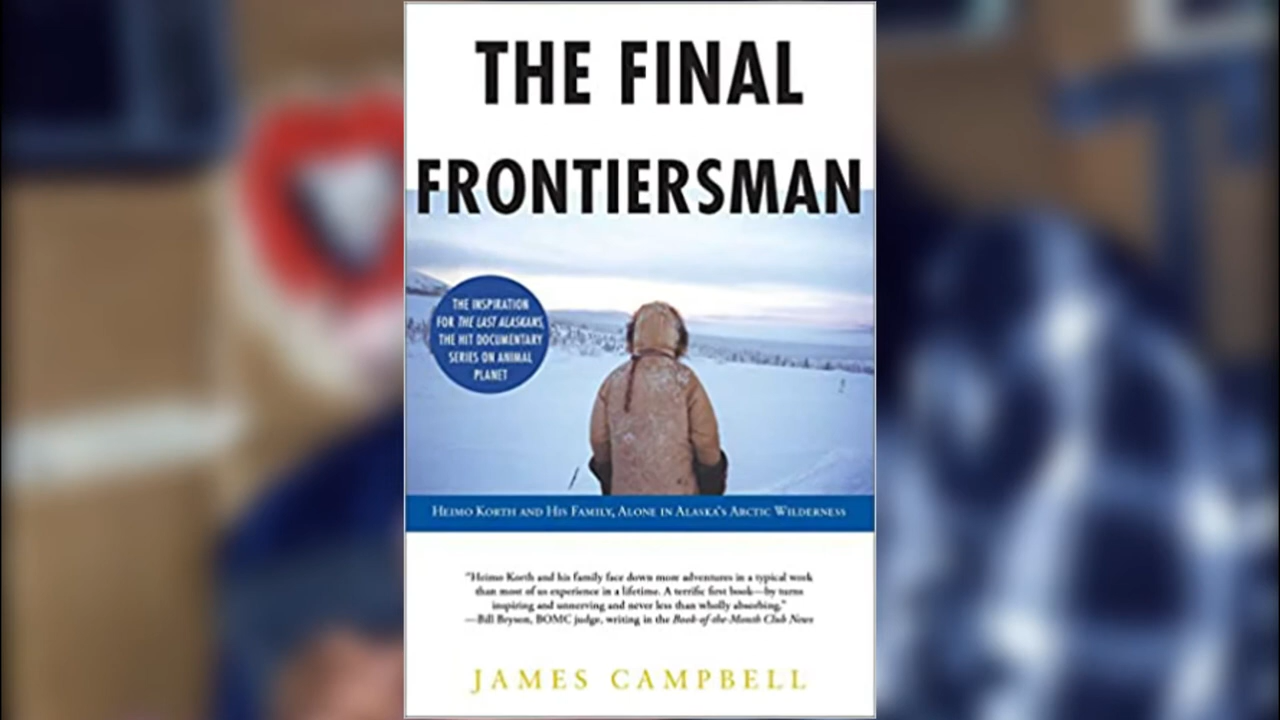 THE FINAL
FRONTIERSMAN
THE INSPIRATION
FOR THE LAST ALASKANS,
THE HIT DOCUMENTARY
SERIES ON ANIMAL
PLANET
HEIMO KORTH AND HIS FAMILY, ALONE IN ALASKA'S ARCTIC WILDERNESS
"Heimo Korth and his family face down more adventures in a typical week
than most of us experience in a lifetime. A terrific first book—by turns
inspiring and unnerving and never less than wholly absorbing."
—Bill Bryson, BOMC judge, writing in the Book-of-the-Month Club News
JAMES CAMPBELL